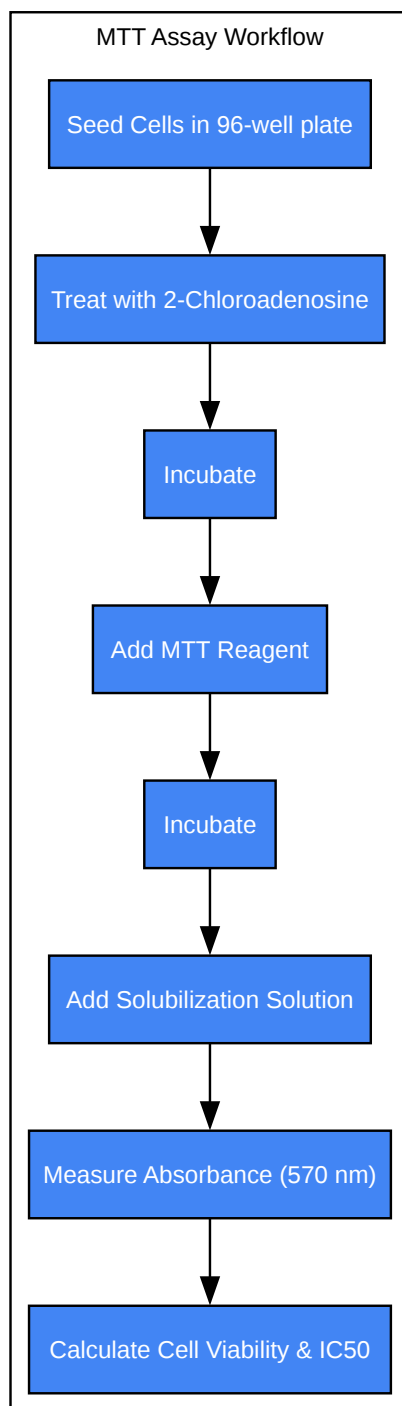 MTT Assay Workflow
Seed Cells in 96-well plate
Treat with 2-Chloroadenosine
Incubate
Add MTT Reagent
Incubate
Add Solubilization Solution
Measure Absorbance (570 nm)
Calculate Cell Viability & IC50